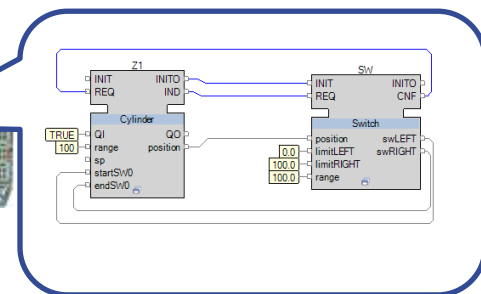 Z1
INIT INITO
REQ IND
Cylinder
TRUE QI QO
100 range position
sp
startSW0
endSW0
SW
INIT INITO
REQ CNF
Switch
position swLEFT
0.0 limitLEFT swRIGHT
100.0 limitRIGHT
100.0 range